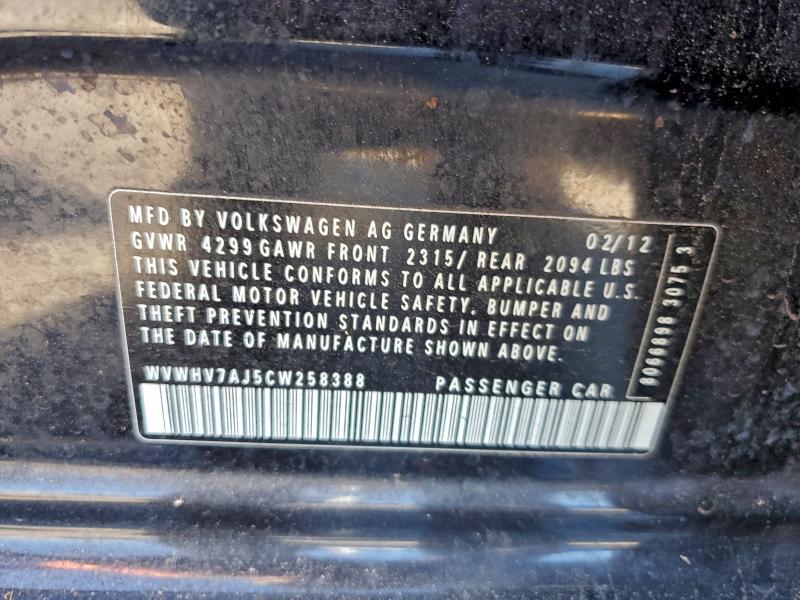 MFD BY VOLKSWAGEN AG GERMANY 02/12
GVWR 4299 GAWR FRONT 2315/ REAR 2094 LBS
THIS VEHICLE CONFORMS TO ALL APPLICABLE U.S.
FEDERAL MOTOR VEHICLE SAFETY, BUMPER AND
THEFT PREVENTION STANDARDS IN EFFECT ON
THE DATE OF MANUFACTURE SHOWN ABOVE.
WVWHV7AJ5CW258388 PASSENGER CAR
8066898 3075 3